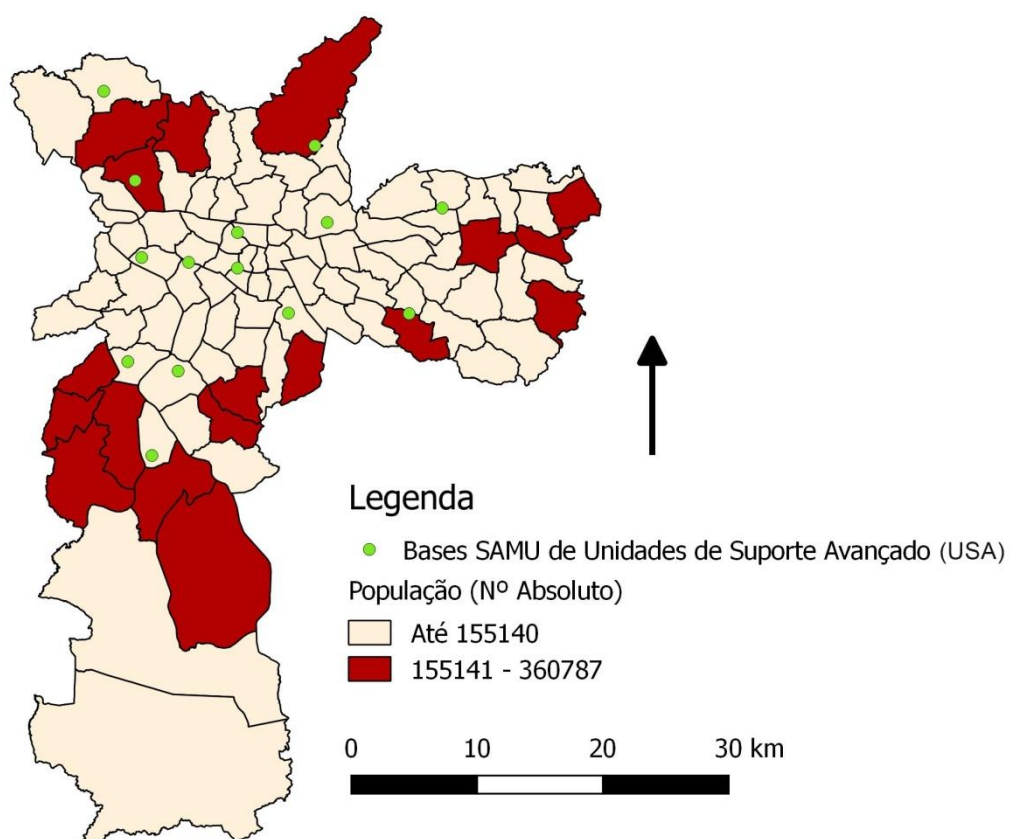 Legenda
Bases SAMU de Unidades de Suporte Avançado (USA)
População (Nº Absoluto)
Até 155140
155141 - 360787
0 10 20 30 km